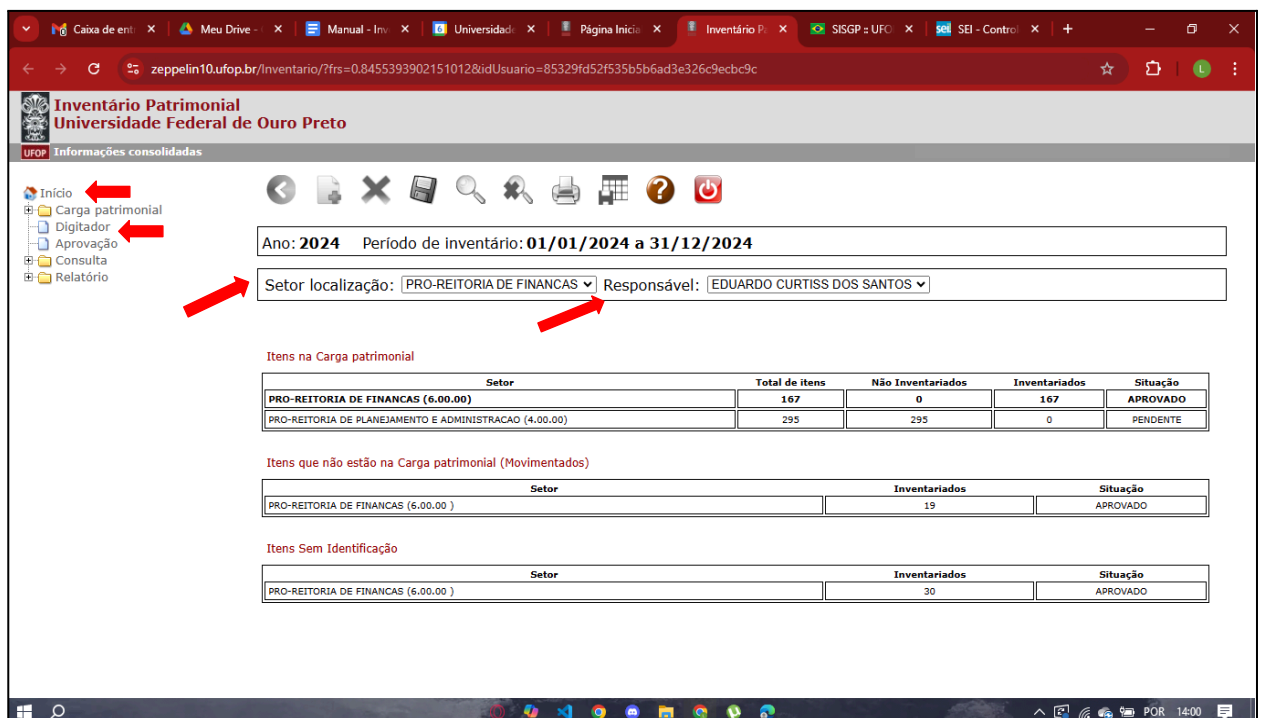 Caixa de ent
Meu Drive -
Manual - Inv
Universidade
Página Inicia
Inventário Pa
SISGP :: UFO
sei SEI - Control
zeppelin10.ufop.br/Inventario/?frs=0.8455393902151012&idUsuario=85329fd52f535b5b6ad3e326c9ecbc9c
L
Inventário Patrimonial
Universidade Federal de Ouro Preto
UFOP Informações consolidadas
Início
Carga patrimonial
Digitador
Aprovação
Consulta
Relatório
Ano: 2024 Período de inventário: 01/01/2024 a 31/12/2024
Setor localização: PRO-REITORIA DE FINANCAS Responsável: EDUARDO CURTISS DOS SANTOS
Itens na Carga patrimonial
Setor Total de itens Não Inventariados Inventariados Situação
PRO-REITORIA DE FINANCAS (6.00.00) 167 0 167 APROVADO
PRO-REITORIA DE PLANEJAMENTO E ADMINISTRACAO (4.00.00) 295 295 0 PENDENTE
Itens que não estão na Carga patrimonial (Movimentados)
Setor Inventariados Situação
PRO-REITORIA DE FINANCAS (6.00.00 ) 19 APROVADO
Itens Sem Identificação
Setor Inventariados Situação
PRO-REITORIA DE FINANCAS (6.00.00 ) 30 APROVADO
POR 14:00